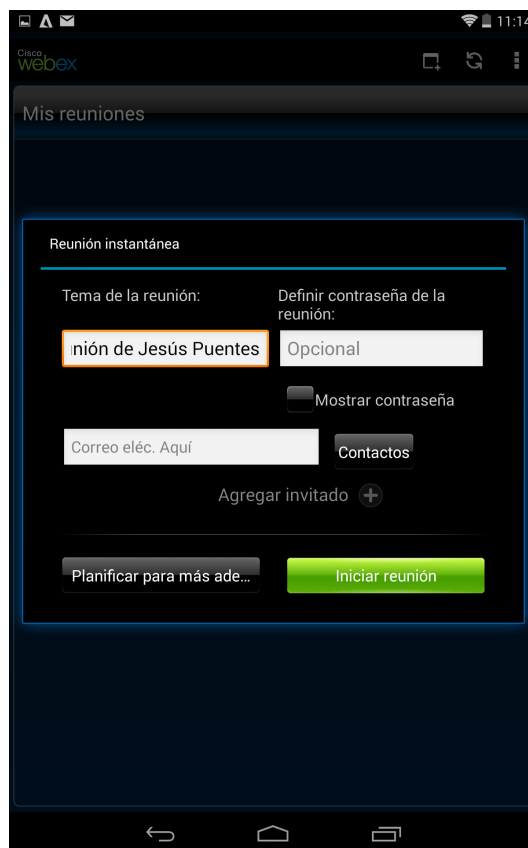 11:14
Cisco
webex
Mis reuniones
Reunión instantánea
Tema de la reunión:
Definir contraseña de la
reunión:
nión de Jesús Puentes
Opcional
Mostrar contraseña
Correo eléc. Aquí
Contactos
Agregar invitado
Planificar para más ade...
Iniciar reunión